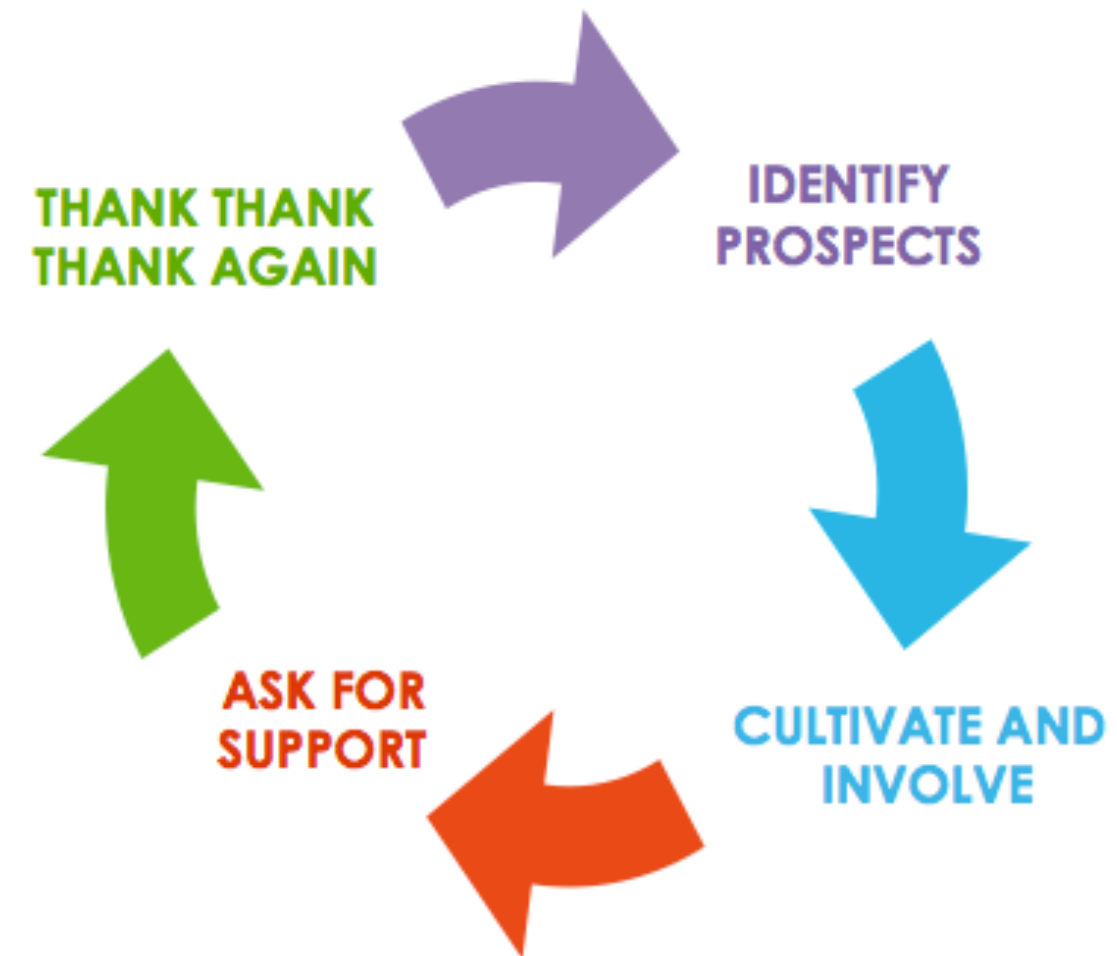 THANK THANK
THANK AGAIN
IDENTIFY
PROSPECTS
CULTIVATE AND
INVOLVE
ASK FOR
SUPPORT